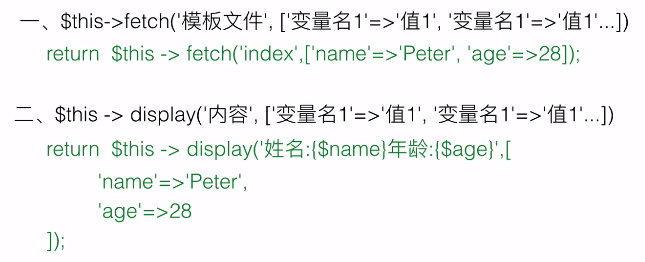 一、$this->fetch('模板文件', ['变量名1'=>'值1', '变量名1'=>'值1'...])
return $this -> fetch('index',['name'=>'Peter', 'age'=>28]);
二、$this -> display('内容', ['变量名1'=>'值1', '变量名1'=>'值1'...])
return $this -> display('姓名:{$name}年龄:{$age}',[
'name'=>'Peter',
'age'=>28
]);